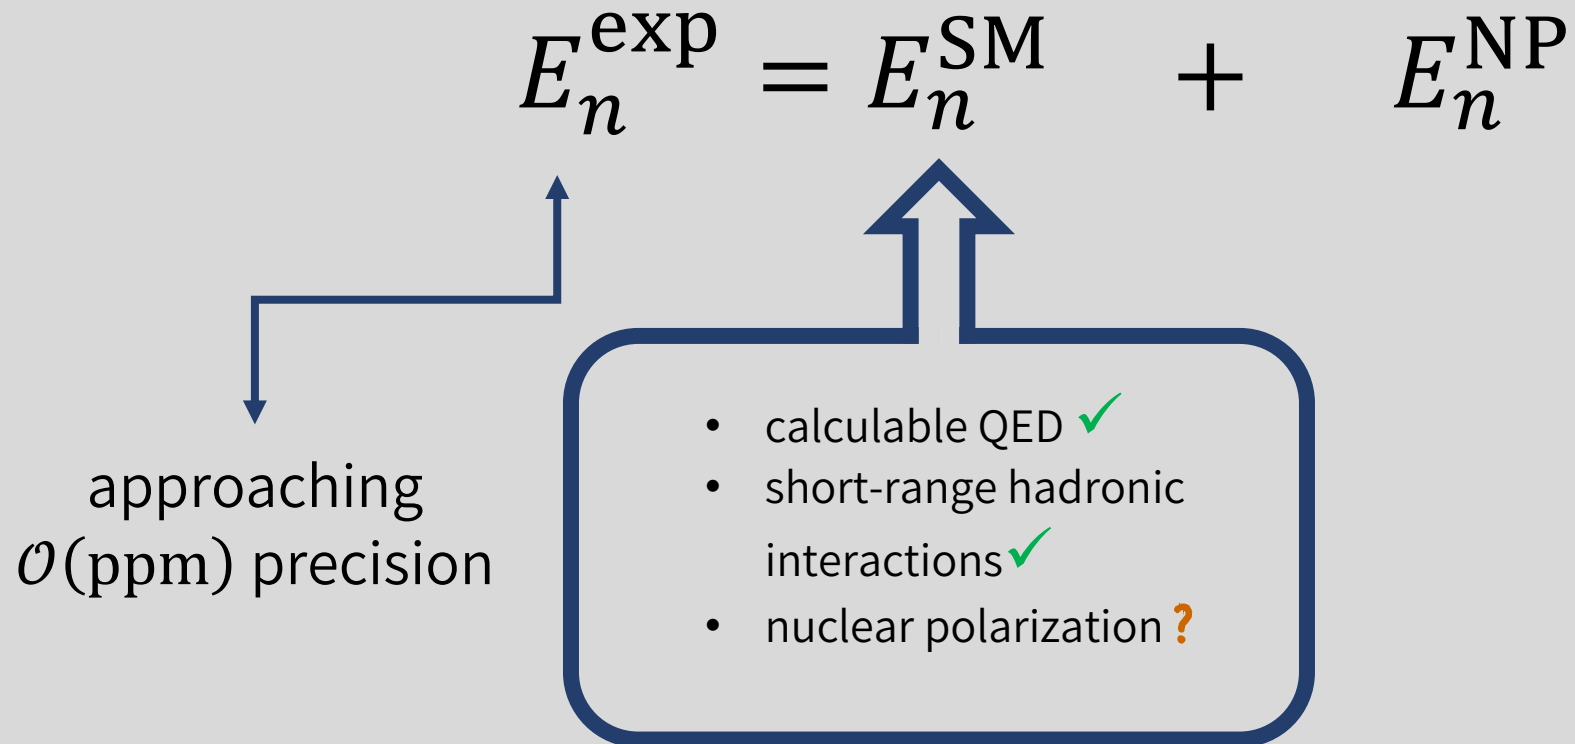 E_n^exp = E_n^SM + E_n^NP
approaching
𝒪(ppm) precision
• calculable QED ✓
• short-range hadronic
interactions ✓
• nuclear polarization ?